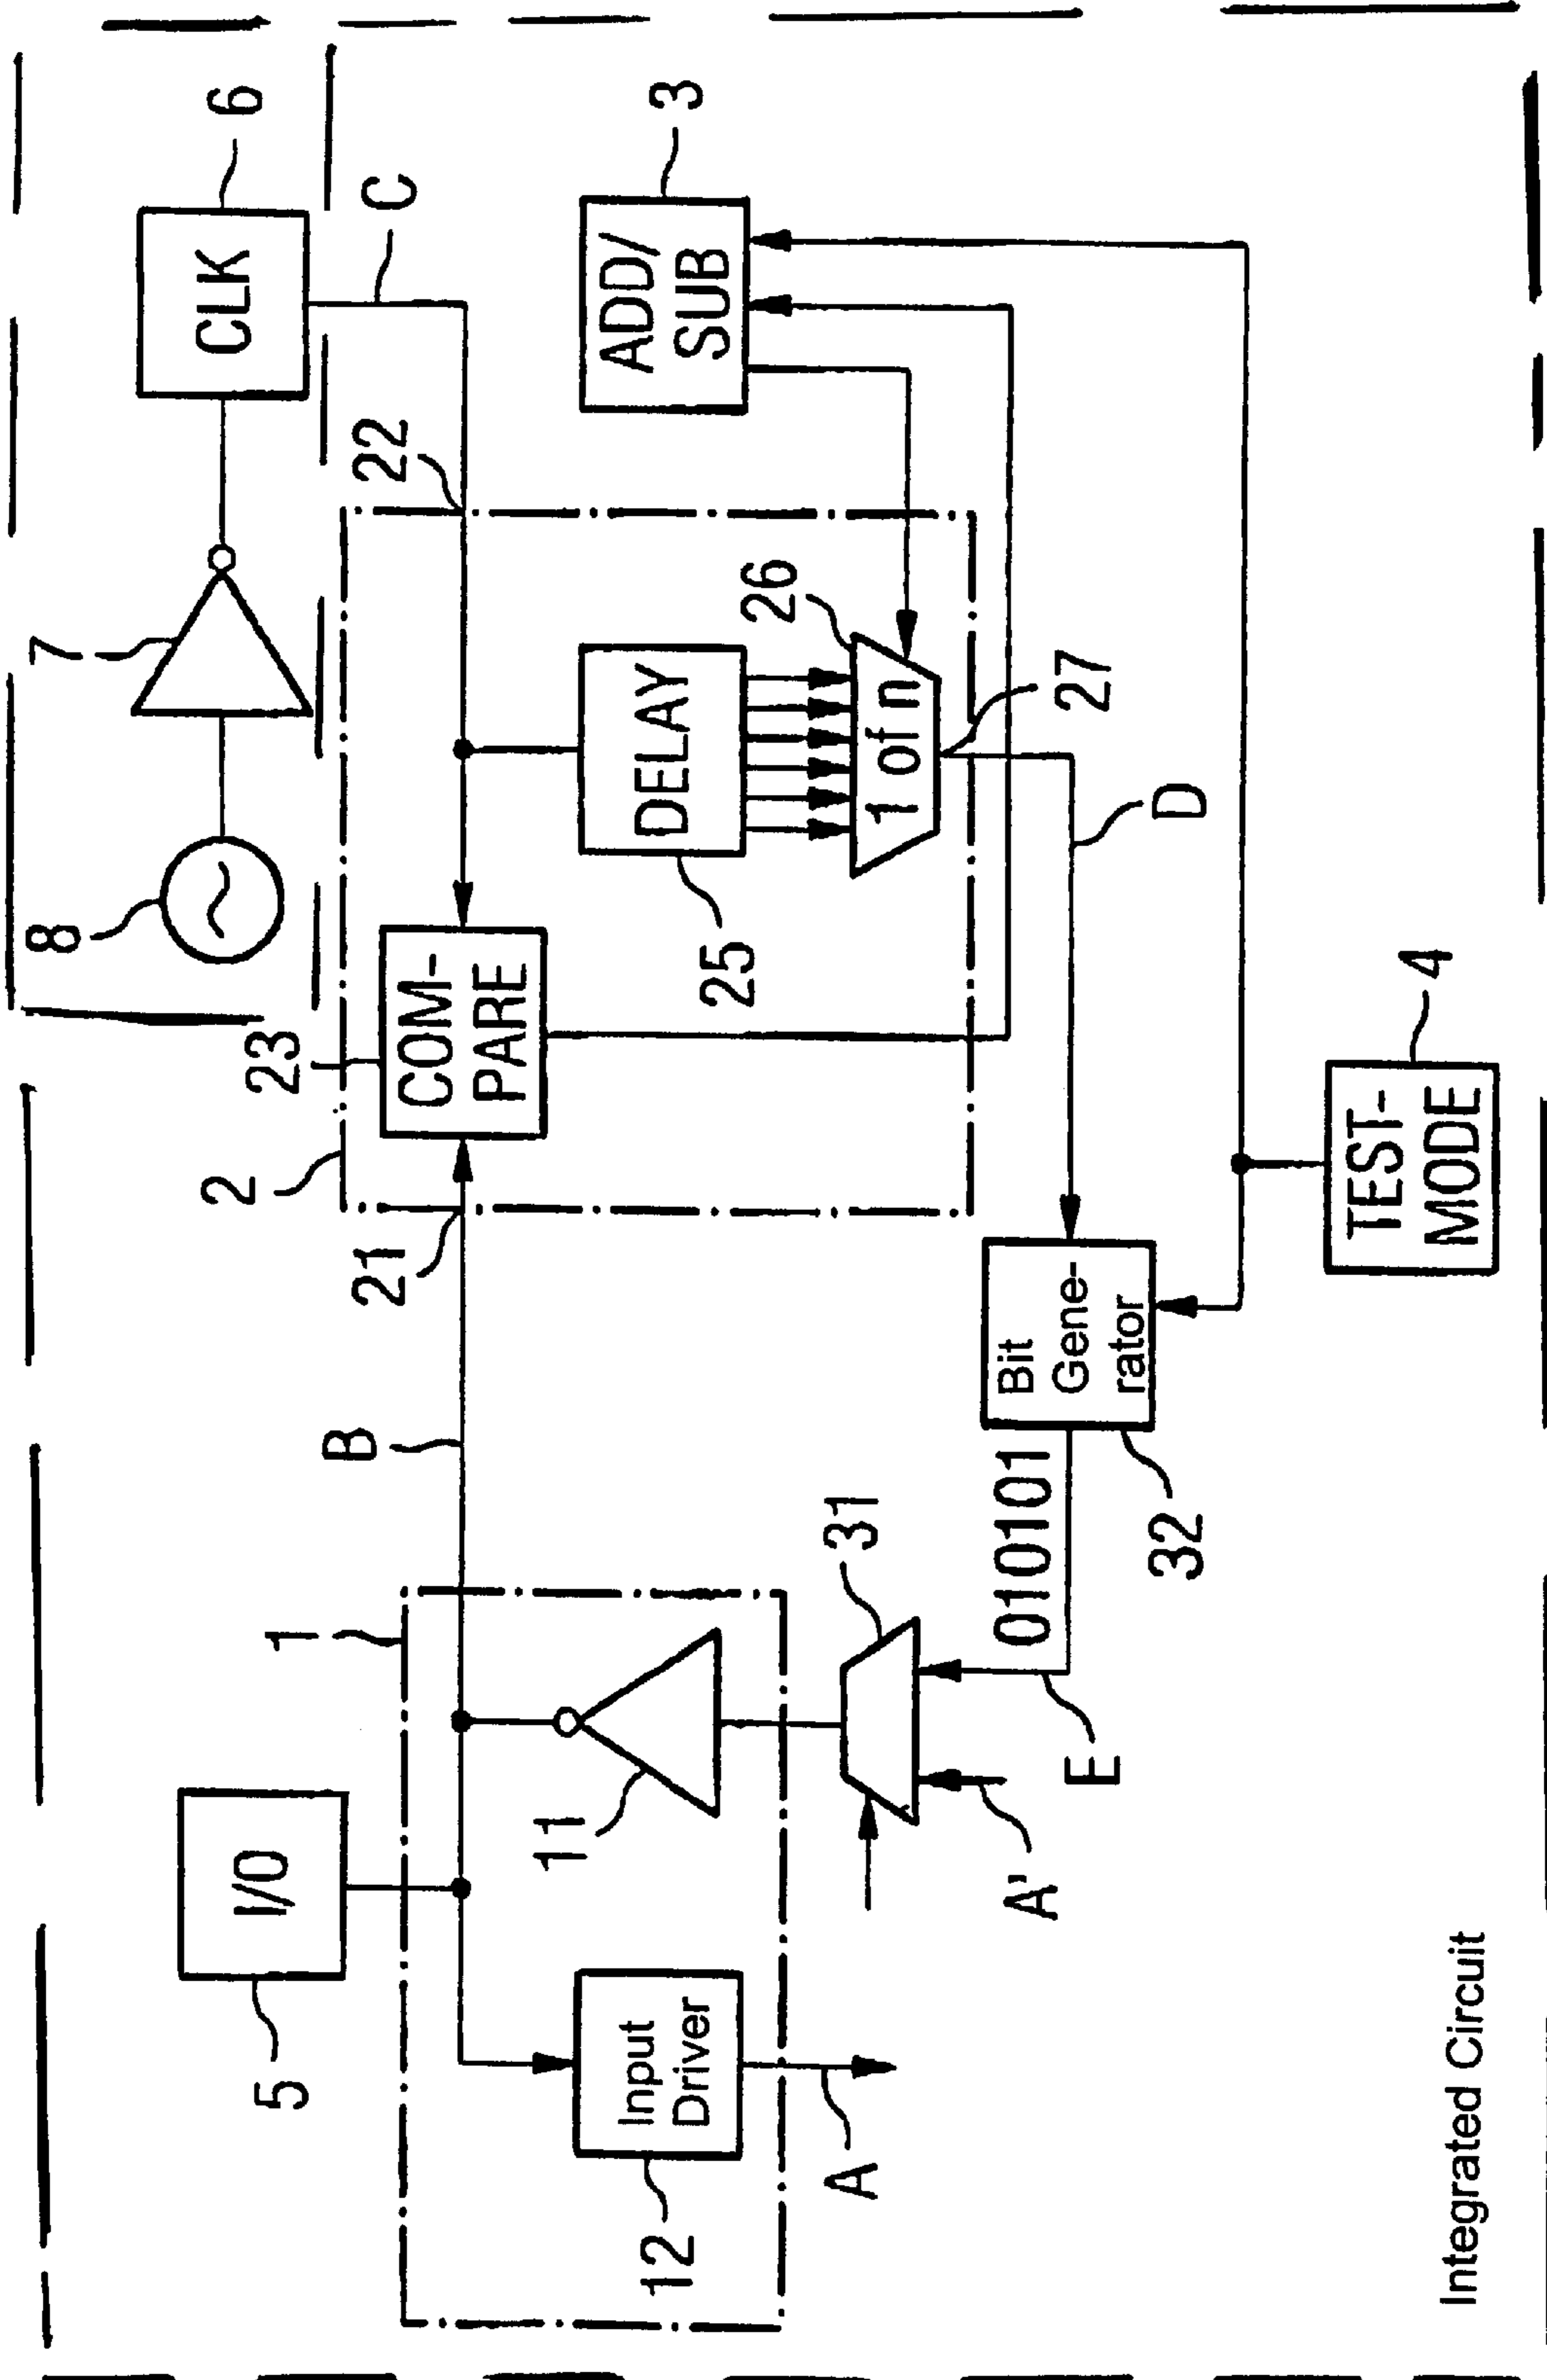 8
7
6
CLK
C
5
I/O
1
B
2
23
21
22
COM-
PARE
3
ADD/
SUB
11
12
Input
Driver
25
DELAY
26
1 of n
27
31
A
A'
E
010101
32
Bit
Gene-
rator
D
4
TEST-
MODE
Integrated Circuit